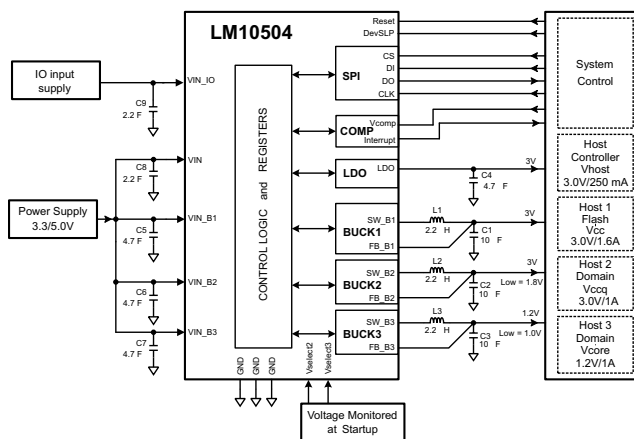 LM10504
IO input
supply
VIN_IO
C9
2.2 F
VIN
C8
2.2 F
Power Supply
3.3/5.0V
VIN_B1
C5
4.7 F
VIN_B2
C6
4.7 F
VIN_B3
C7
4.7 F
CONTROL LOGIC and REGISTERS
GND
GND
GND
Vselect2
Vselect3
Voltage Monitored
at Startup
Reset
DevSLP
SPI
CS
DI
DO
CLK
COMP
Vcomp
Interrupt
LDO
LDO
3V
C4
4.7 F
BUCK1
SW_B1
FB_B1
L1
2.2 H
3V
C1
10 F
BUCK2
SW_B2
FB_B2
L2
2.2 H
3V
Low = 1.8V
C2
10 F
BUCK3
SW_B3
FB_B3
L3
2.2 H
1.2V
Low = 1.0V
C3
10 F
System
Control
Host
Controller
Vhost
3.0V/250 mA
Host 1
Flash
Vcc
3.0V/1.6A
Host 2
Domain
Vccq
3.0V/1A
Host 3
Domain
Vcore
1.2V/1A